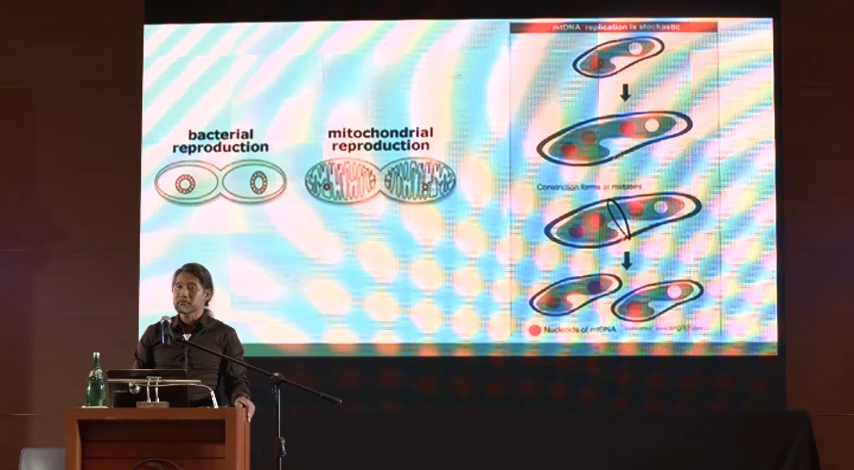 mtDNA replication is stochastic
bacterial
reproduction
mitochondrial
reproduction
Constriction forms at midpoint
Nucleoids of mtDNA